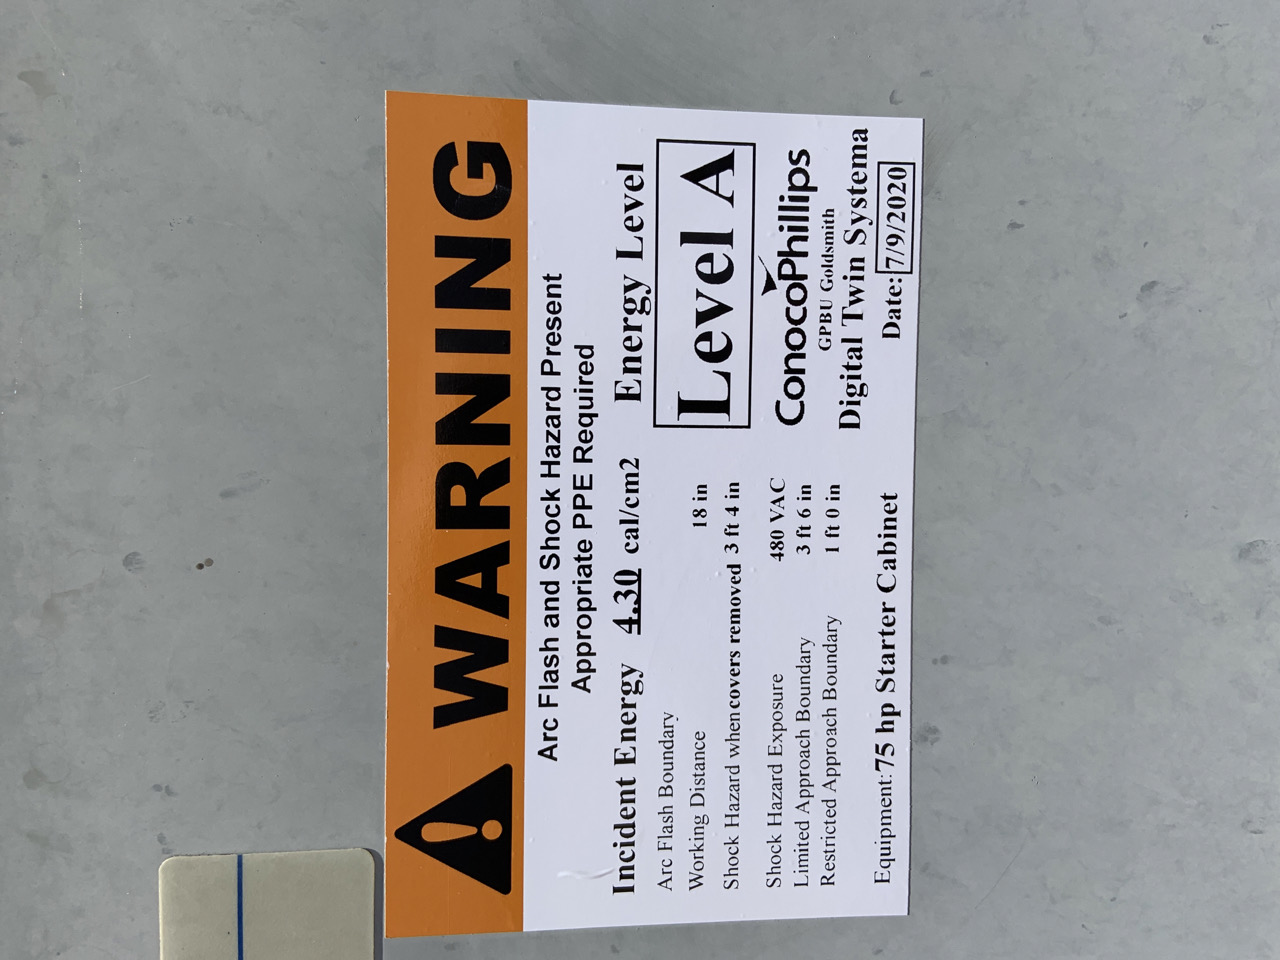 WARNING
Arc Flash and Shock Hazard Present
Appropriate PPE Required
Incident Energy 4.30 cal/cm2
Arc Flash Boundary
Working Distance 18 in
Shock Hazard when covers removed 3 ft 4 in
Shock Hazard Exposure 480 VAC
Limited Approach Boundary 3 ft 6 in
Restricted Approach Boundary 1 ft 0 in
Equipment: 75 hp Starter Cabinet
Energy Level
Level A
ConocoPhillips
GPBU Goldsmith
Digital Twin Systema
Date: 7/9/2020